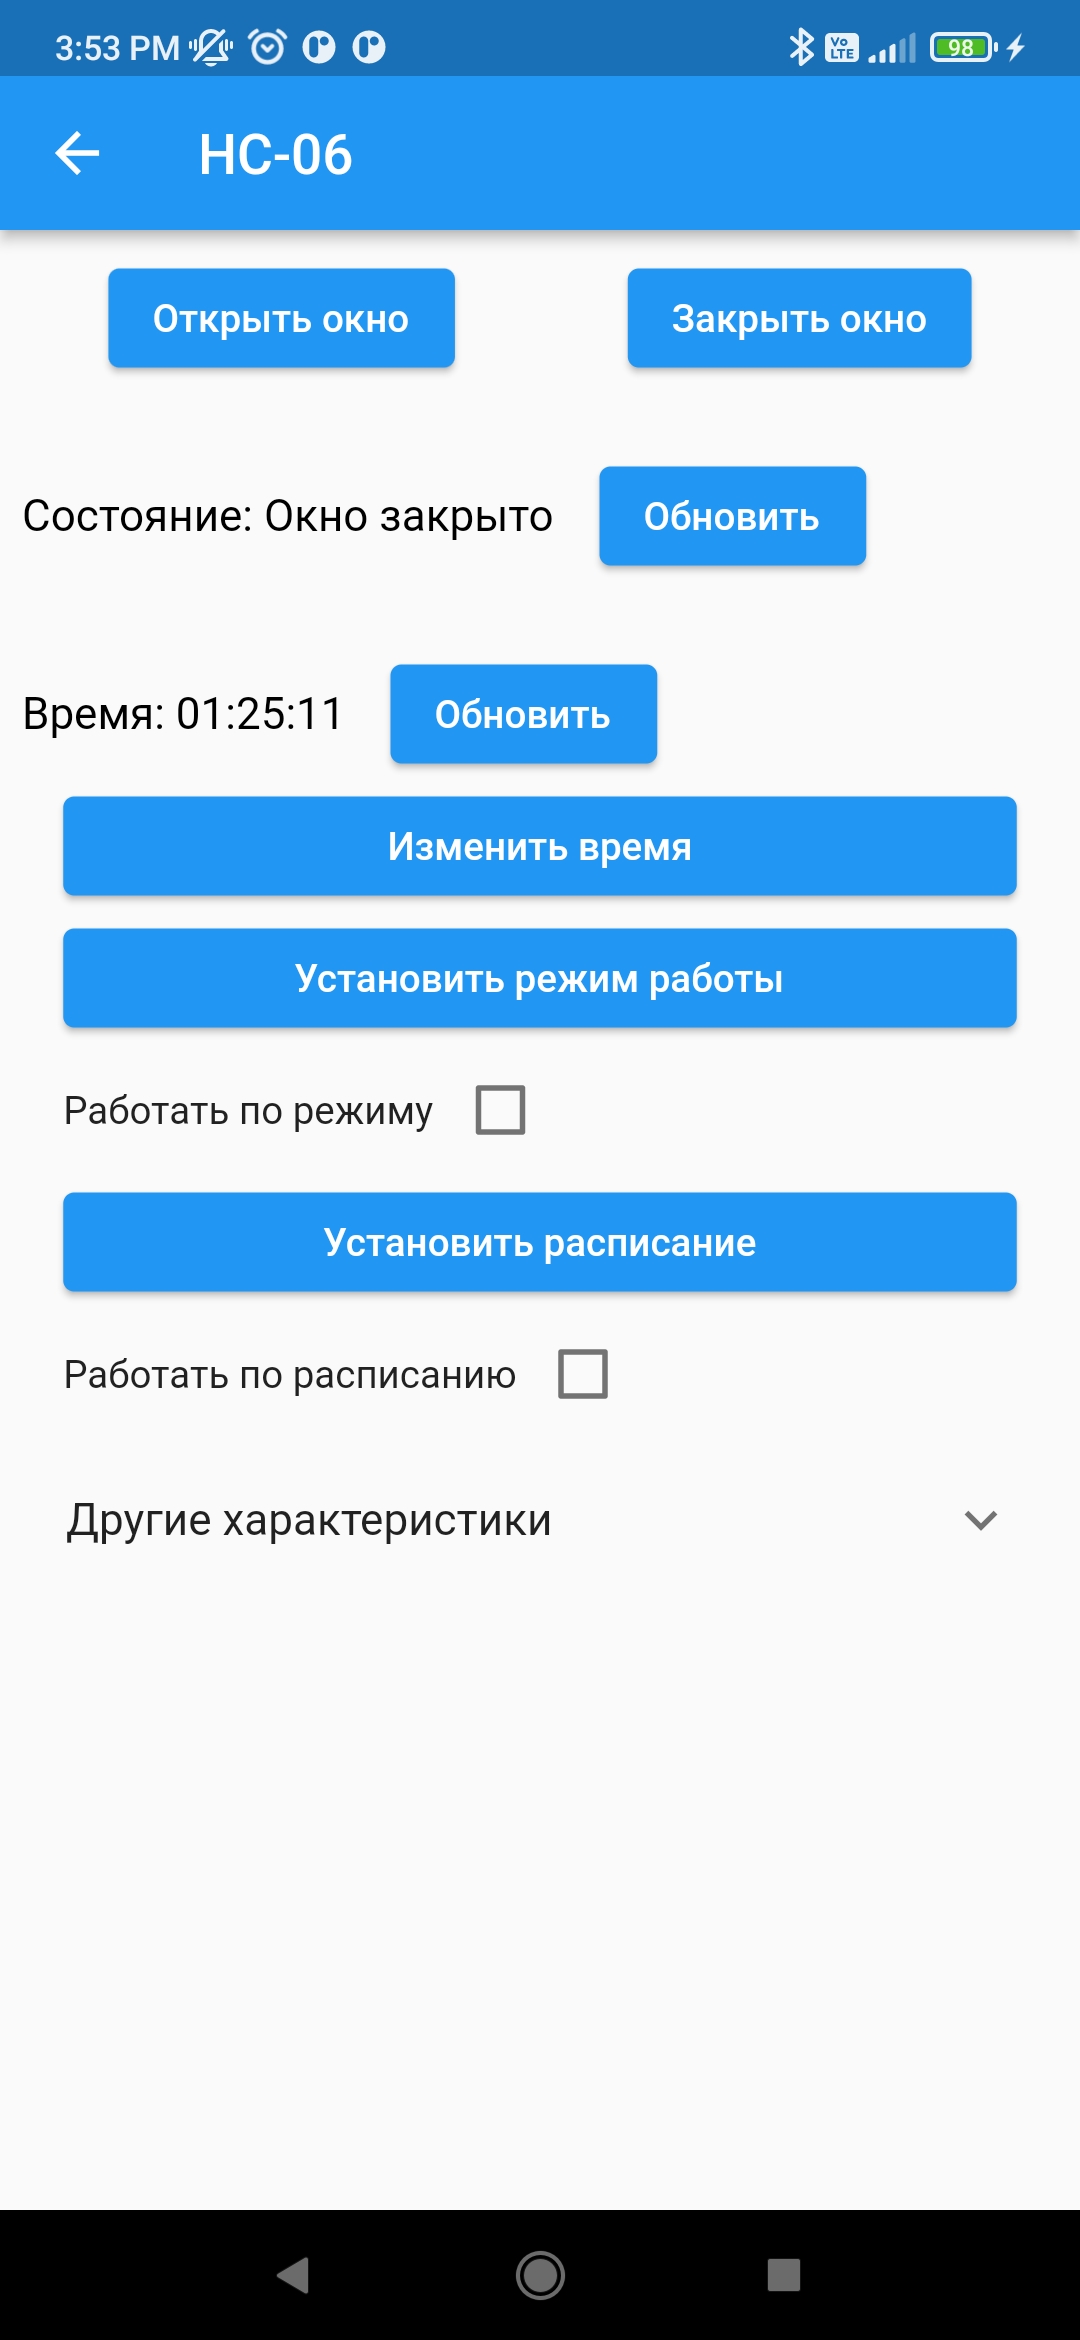 3:53 PM
Vo LTE
98
HC-06
Открыть окно
Закрыть окно
Состояние: Окно закрыто
Обновить
Время: 01:25:11
Обновить
Изменить время
Установить режим работы
Работать по режиму
Установить расписание
Работать по расписанию
Другие характеристики